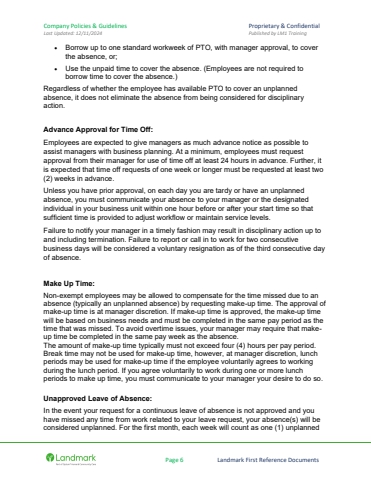 Company Policies & Guidelines
Proprietary & Confidential
Last Updated: 12/11/2024
Published by LMS Training
• Borrow up to one standard workweek of PTO, with manager approval, to cover
the absence, or;
• Use the unpaid time to cover the absence. (Employees are not required to
borrow time to cover the absence.)
Regardless of whether the employee has available PTO to cover an unplanned
absence, it does not eliminate the absence from being considered for disciplinary
action.
Advance Approval for Time Off:
Employees are expected to give managers as much advance notice as possible to
assist managers with business planning. At a minimum, employees must request
approval from their manager for use of time off at least 24 hours in advance. Further, it
is expected that time off requests of one week or longer must be requested at least two
(2) weeks in advance.
Unless you have prior approval, on each day you are tardy or have an unplanned
absence, you must communicate your absence to your manager or the designated
individual in your business unit within one hour before or after your start time so that
sufficient time is provided to adjust workflow or maintain service levels.
Failure to notify your manager in a timely fashion may result in disciplinary action up to
and including termination. Failure to report or call in to work for two consecutive
business days will be considered a voluntary resignation as of the third consecutive day
of absence.
Make Up Time:
Non-exempt employees may be allowed to compensate for the time missed due to an
absence (typically an unplanned absence) by requesting make-up time. The approval of
make-up time is at manager discretion. If make-up time is approved, the make-up time
will be based on business needs and must be completed in the same pay period as the
time that was missed. To avoid overtime issues, your manager may require that make-
up time be completed in the same pay week as the absence.
The amount of make-up time typically must not exceed four (4) hours per pay period.
Break time may not be used for make-up time, however, at manager discretion, lunch
periods may be used for make-up time if the employee voluntarily agrees to working
during the lunch period. If you agree voluntarily to work during one or more lunch
periods to make up time, you must communicate to your manager your desire to do so.
Unapproved Leave of Absence:
In the event your request for a continuous leave of absence is not approved and you
have missed any time from work related to your leave request, your absence(s) will be
considered unplanned. For the first month, each week will count as one (1) unplanned
Landmark
Page 6
Landmark First Reference Documents